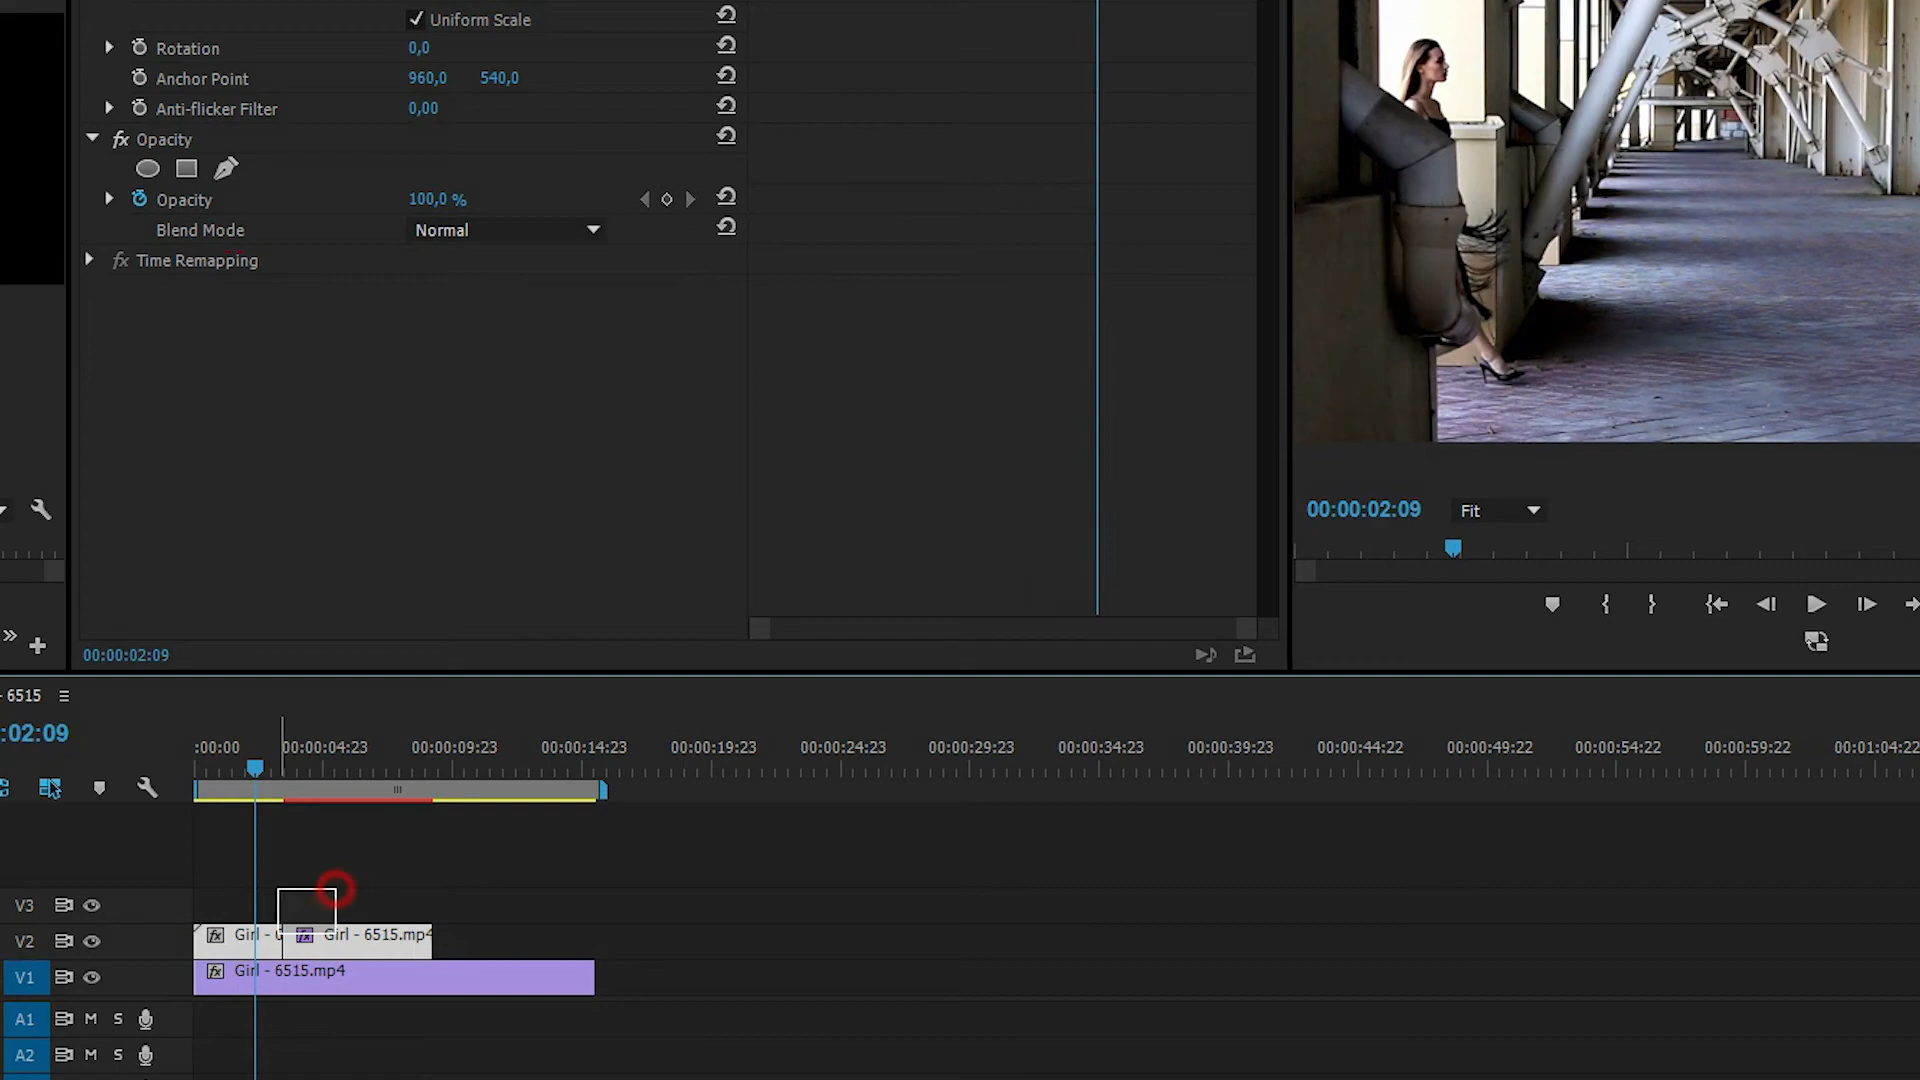 Uniform Scale
Rotation 0,0
Anchor Point 960,0 540,0
Anti-flicker Filter 0,00
fx Opacity
Opacity 100,0 %
Blend Mode Normal
fx Time Remapping
00:00:02:09 Fit
00:00:02:09
- 6515
:02:09
:00:00 00:00:04:23 00:00:09:23 00:00:14:23 00:00:19:23 00:00:24:23 00:00:29:23 00:00:34:23 00:00:39:23 00:00:44:22 00:00:49:22 00:00:54:22 00:00:59:22 00:01:04:22
V3
V2 fx Girl - fx Girl - 6515.mp4
V1 fx Girl - 6515.mp4
A1 M S
A2 M S